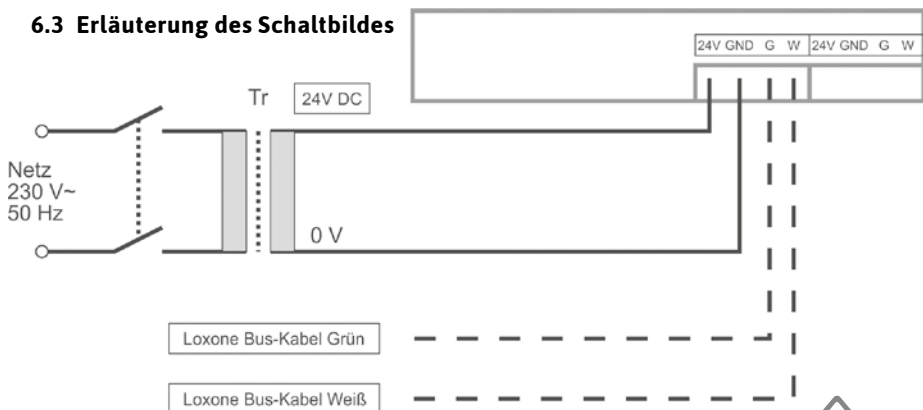 6.3 Erläuterung des Schaltbildes
24V GND G W 24V GND G W
Tr
24V DC
Netz
230 V~
50 Hz
0 V
Loxone Bus-Kabel Grün
Loxone Bus-Kabel Weiß